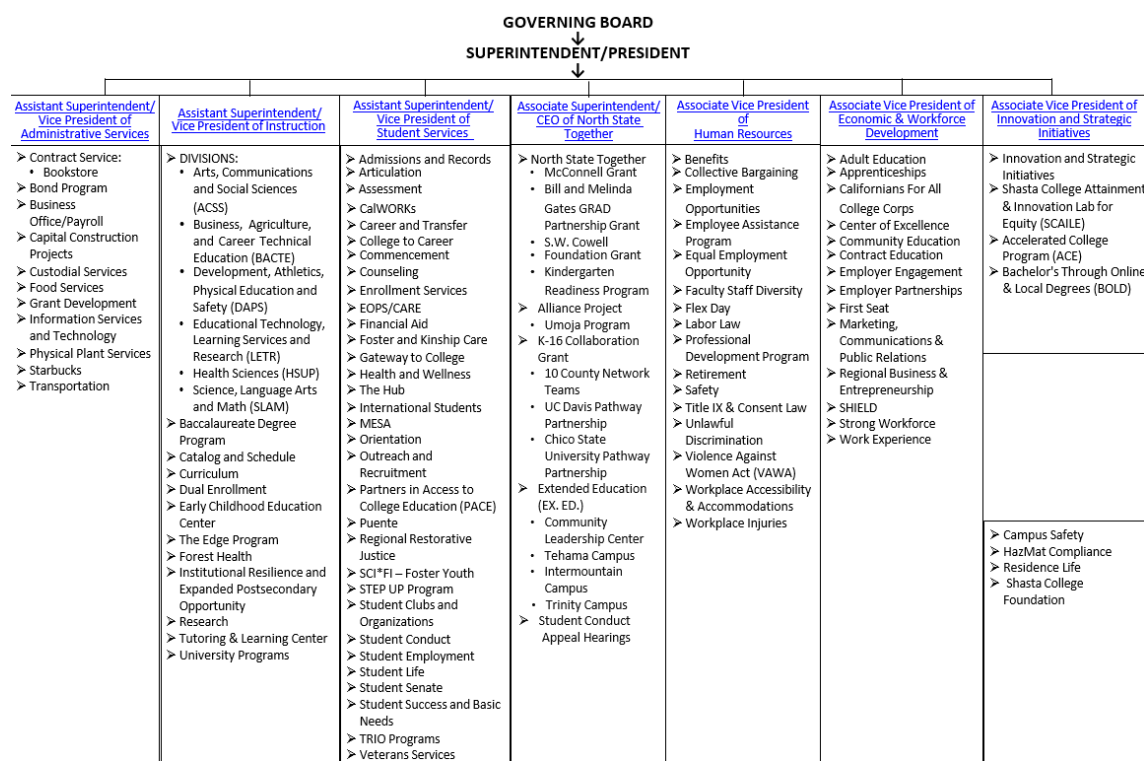 GOVERNING BOARD
SUPERINTENDENT/PRESIDENT
Assistant Superintendent/
Vice President of
Administrative Services
➢ Contract Service:
• Bookstore
➢ Bond Program
➢ Business
Office/Payroll
➢ Capital Construction
Projects
➢ Custodial Services
➢ Food Services
➢ Grant Development
➢ Information Services
and Technology
➢ Physical Plant Services
➢ Starbucks
➢ Transportation
Assistant Superintendent/
Vice President of Instruction
➢ DIVISIONS:
• Arts, Communications
and Social Sciences
(ACSS)
• Business, Agriculture,
and Career Technical
Education (BACTE)
• Development, Athletics,
Physical Education and
Safety (DAPS)
• Educational Technology,
Learning Services and
Research (LETR)
• Health Sciences (HSUP)
• Science, Language Arts
and Math (SLAM)
➢ Baccalaureate Degree
Program
➢ Catalog and Schedule
➢ Curriculum
➢ Dual Enrollment
➢ Early Childhood Education
Center
➢ The Edge Program
➢ Forest Health
➢ Institutional Resilience and
Expanded Postsecondary
Opportunity
➢ Research
➢ Tutoring & Learning Center
➢ University Programs
Assistant Superintendent/
Vice President of
Student Services
➢ Admissions and Records
➢ Articulation
➢ Assessment
➢ CalWORKs
➢ Career and Transfer
➢ College to Career
➢ Commencement
➢ Counseling
➢ Enrollment Services
➢ EOPS/CARE
➢ Financial Aid
➢ Foster and Kinship Care
➢ Gateway to College
➢ Health and Wellness
➢ The Hub
➢ International Students
➢ MESA
➢ Orientation
➢ Outreach and
Recruitment
➢ Partners in Access to
College Education (PACE)
➢ Puente
➢ Regional Restorative
Justice
➢ SCI*FI – Foster Youth
➢ STEP UP Program
➢ Student Clubs and
Organizations
➢ Student Conduct
➢ Student Employment
➢ Student Life
➢ Student Senate
➢ Student Success and Basic
Needs
➢ TRIO Programs
➢ Veterans Services
Associate Superintendent/
CEO of North State
Together
➢ North State Together
• McConnell Grant
• Bill and Melinda
Gates GRAD
Partnership Grant
• S.W. Cowell
Foundation Grant
• Kindergarten
Readiness Program
➢ Alliance Project
• Umoja Program
➢ K-16 Collaboration
Grant
• 10 County Network
Teams
• UC Davis Pathway
Partnership
• Chico State
University Pathway
Partnership
➢ Extended Education
(EX. ED.)
• Community
Leadership Center
• Tehama Campus
• Intermountain
Campus
• Trinity Campus
➢ Student Conduct
Appeal Hearings
Associate Vice President
of
Human Resources
➢ Benefits
➢ Collective Bargaining
➢ Employment
Opportunities
➢ Employee Assistance
Program
➢ Equal Employment
Opportunity
➢ Faculty Staff Diversity
➢ Flex Day
➢ Labor Law
➢ Professional
Development Program
➢ Retirement
➢ Safety
➢ Title IX & Consent Law
➢ Unlawful
Discrimination
➢ Violence Against
Women Act (VAWA)
➢ Workplace Accessibility
& Accommodations
➢ Workplace Injuries
Associate Vice President of
Economic & Workforce
Development
➢ Adult Education
➢ Apprenticeships
➢ Californians For All
College Corps
➢ Center of Excellence
➢ Community Education
➢ Contract Education
➢ Employer Engagement
➢ Employer Partnerships
➢ First Seat
➢ Marketing,
Communications &
Public Relations
➢ Regional Business &
Entrepreneurship
➢ SHIELD
➢ Strong Workforce
➢ Work Experience
Associate Vice President of
Innovation and Strategic
Initiatives
➢ Innovation and Strategic
Initiatives
➢ Shasta College Attainment
& Innovation Lab for
Equity (SCAILE)
➢ Accelerated College
Program (ACE)
➢ Bachelor's Through Online
& Local Degrees (BOLD)
➢ Campus Safety
➢ HazMat Compliance
➢ Residence Life
➢ Shasta College
Foundation